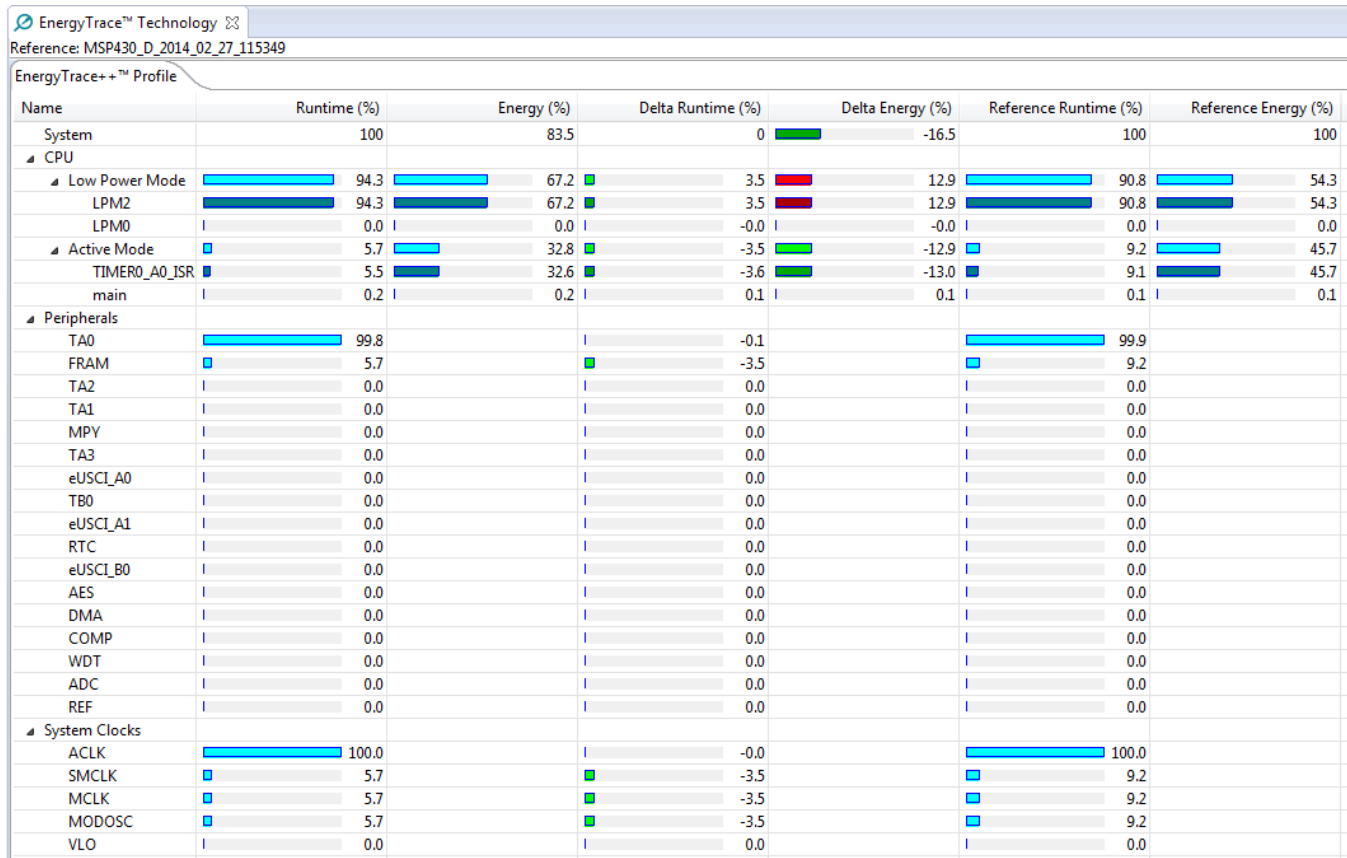 EnergyTrace™ Technology
Reference: MSP430_D_2014_02_27_115349
EnergyTrace++™ Profile
Name Runtime (%) Energy (%) Delta Runtime (%) Delta Energy (%) Reference Runtime (%) Reference Energy (%)
System 100 83.5 0 -16.5 100 100
CPU
Low Power Mode 94.3 67.2 3.5 12.9 90.8 54.3
LPM2 94.3 67.2 3.5 12.9 90.8 54.3
LPM0 0.0 0.0 -0.0 -0.0 0.0 0.0
Active Mode 5.7 32.8 -3.5 -12.9 9.2 45.7
TIMER0_A0_ISR 5.5 32.6 -3.6 -13.0 9.1 45.7
main 0.2 0.2 0.1 0.1 0.1 0.1
Peripherals
TA0 99.8 -0.1 99.9
FRAM 5.7 -3.5 9.2
TA2 0.0 0.0 0.0
TA1 0.0 0.0 0.0
MPY 0.0 0.0 0.0
TA3 0.0 0.0 0.0
eUSCI_A0 0.0 0.0 0.0
TB0 0.0 0.0 0.0
eUSCI_A1 0.0 0.0 0.0
RTC 0.0 0.0 0.0
eUSCI_B0 0.0 0.0 0.0
AES 0.0 0.0 0.0
DMA 0.0 0.0 0.0
COMP 0.0 0.0 0.0
WDT 0.0 0.0 0.0
ADC 0.0 0.0 0.0
REF 0.0 0.0 0.0
System Clocks
ACLK 100.0 -0.0 100.0
SMCLK 5.7 -3.5 9.2
MCLK 5.7 -3.5 9.2
MODOSC 5.7 -3.5 9.2
VLO 0.0 0.0 0.0